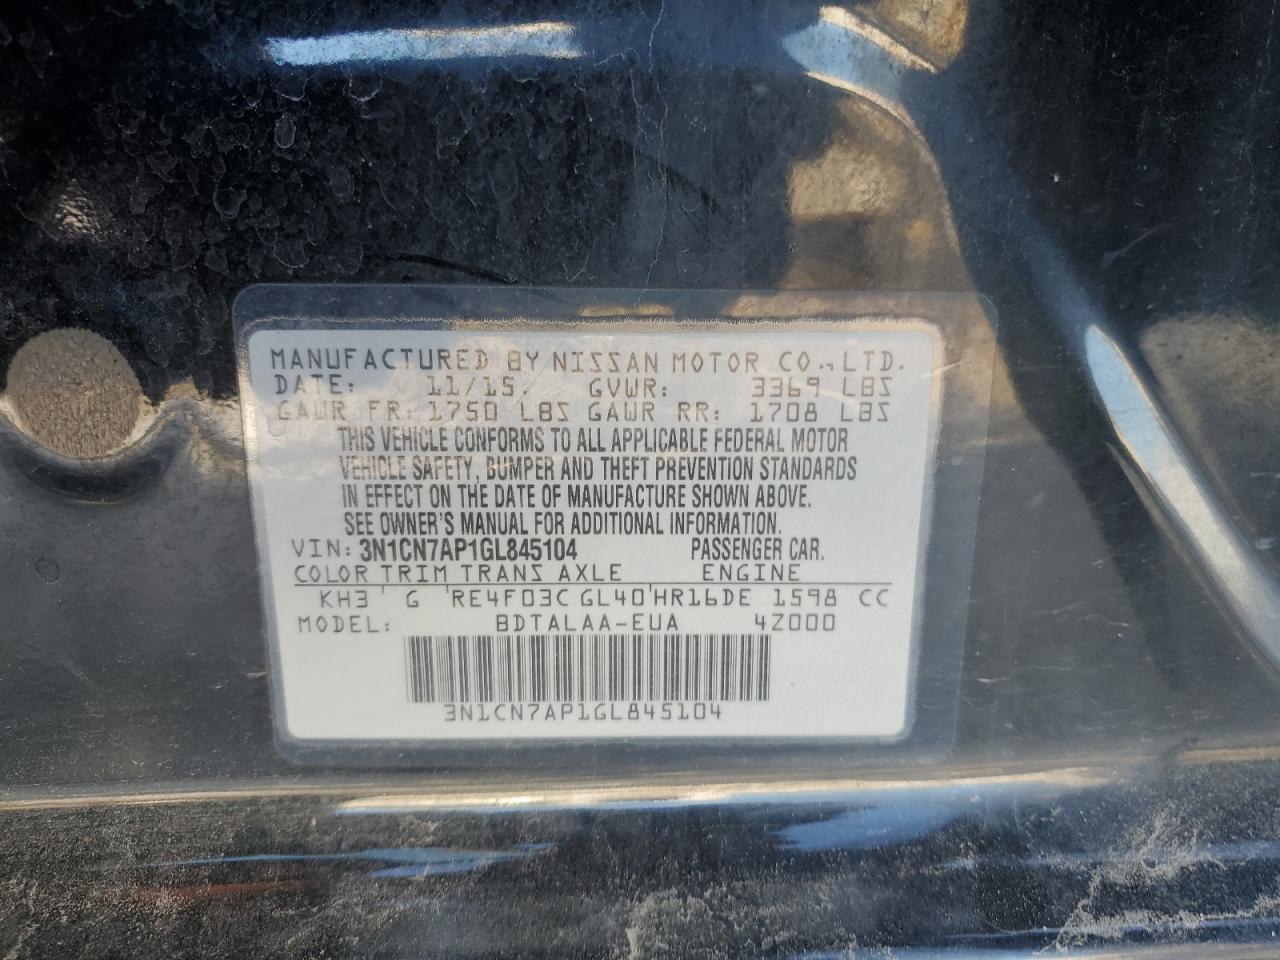 MANUFACTURED BY NISSAN MOTOR CO., LTD.
DATE: 11/15. GVWR: 3369 LBS
GAWR FR: 1750 LBS GAWR RR: 1708 LBS
THIS VEHICLE CONFORMS TO ALL APPLICABLE FEDERAL MOTOR
VEHICLE SAFETY, BUMPER AND THEFT PREVENTION STANDARDS
IN EFFECT ON THE DATE OF MANUFACTURE SHOWN ABOVE.
SEE OWNER'S MANUAL FOR ADDITIONAL INFORMATION.
VIN: 3N1CN7AP1GL845104 PASSENGER CAR.
COLOR TRIM TRANS AXLE ENGINE
KH3 ' G ' RE4F03C GL40 ' HR16DE 1598 CC
MODEL: BDTALAA-EUA 4Z000
3N1CN7AP1GL845104